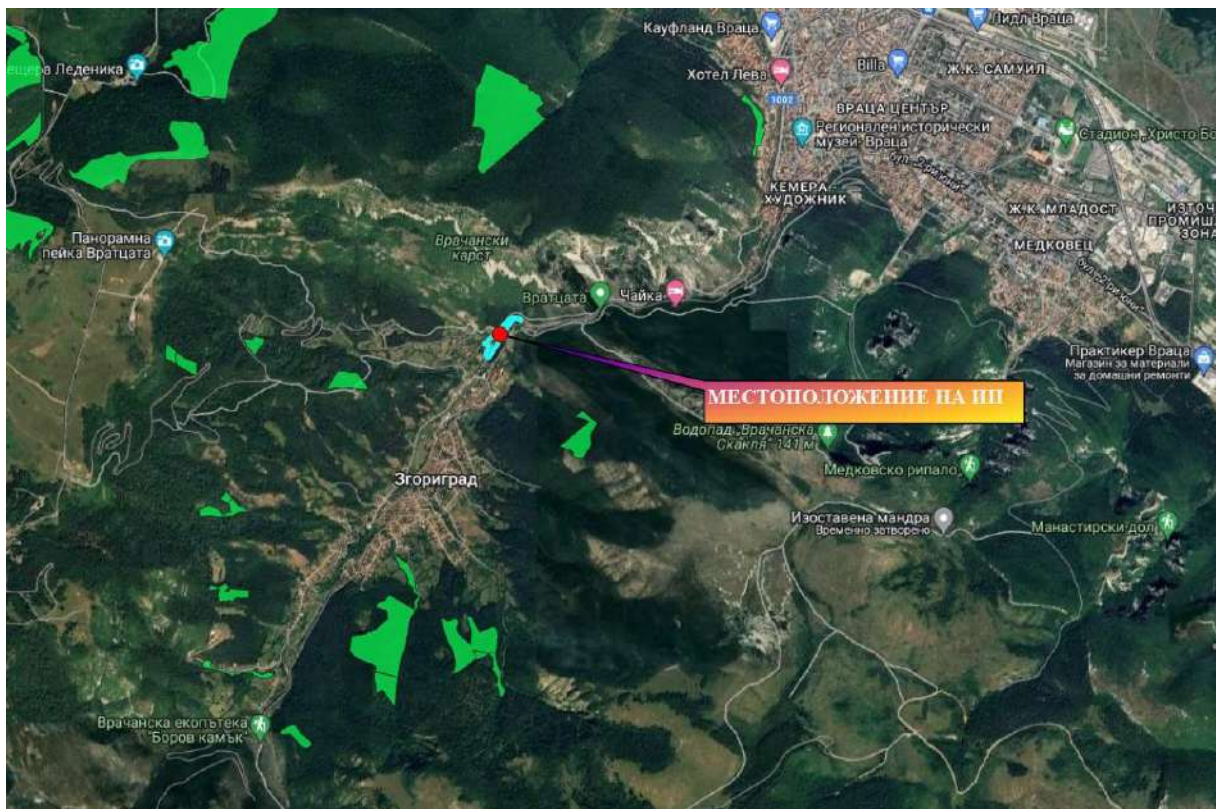 Кауфланд Враца
Лидл Враца
ещера Леденика
Хотел Лева
Billa
Ж.К. САМУИЛ
1002
ВРАЦА ЦЕНТЪР
Регионален исторически
музей- Враца
Стадион „Христо Бо
КЕМЕРА -
ХУДОЖНИК
Ж.К. МЛАДОСТ
ИЗТОЧ
ПРОМИШ
ЗОНА
МЕДКОВЕЦ
Панорамна
пейка Вратцата
Врачански
карст
Вратцата
Чайка
Практикер Враца
Магазин за материали
за домашни ремонти
МЕСТОПОЛОЖЕНИЕ НА ИП
Водопад „Врачанска
Скакля" 141 м
Медковско рипало
Згориград
Изоставена мандра
Временно затворено
Манастирски дол
Врачанска екопътека
"Боров камък"